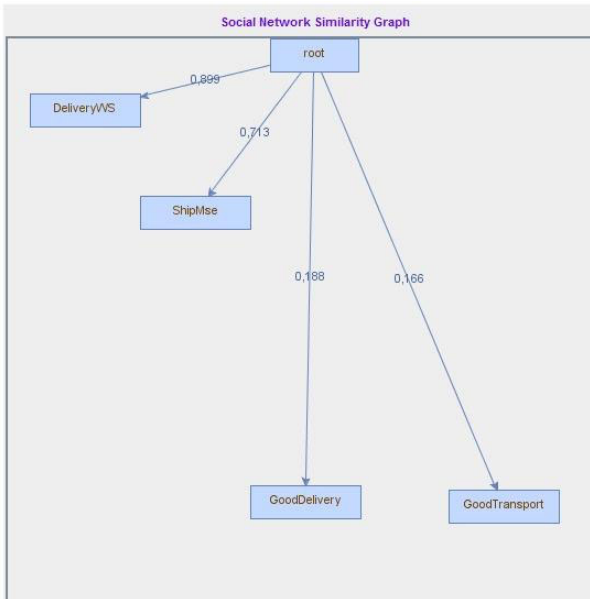 Social Network Similarity Graph
root
0,899
DeliveryWS
0,713
ShipMse
0,188
0,166
GoodDelivery
GoodTransport